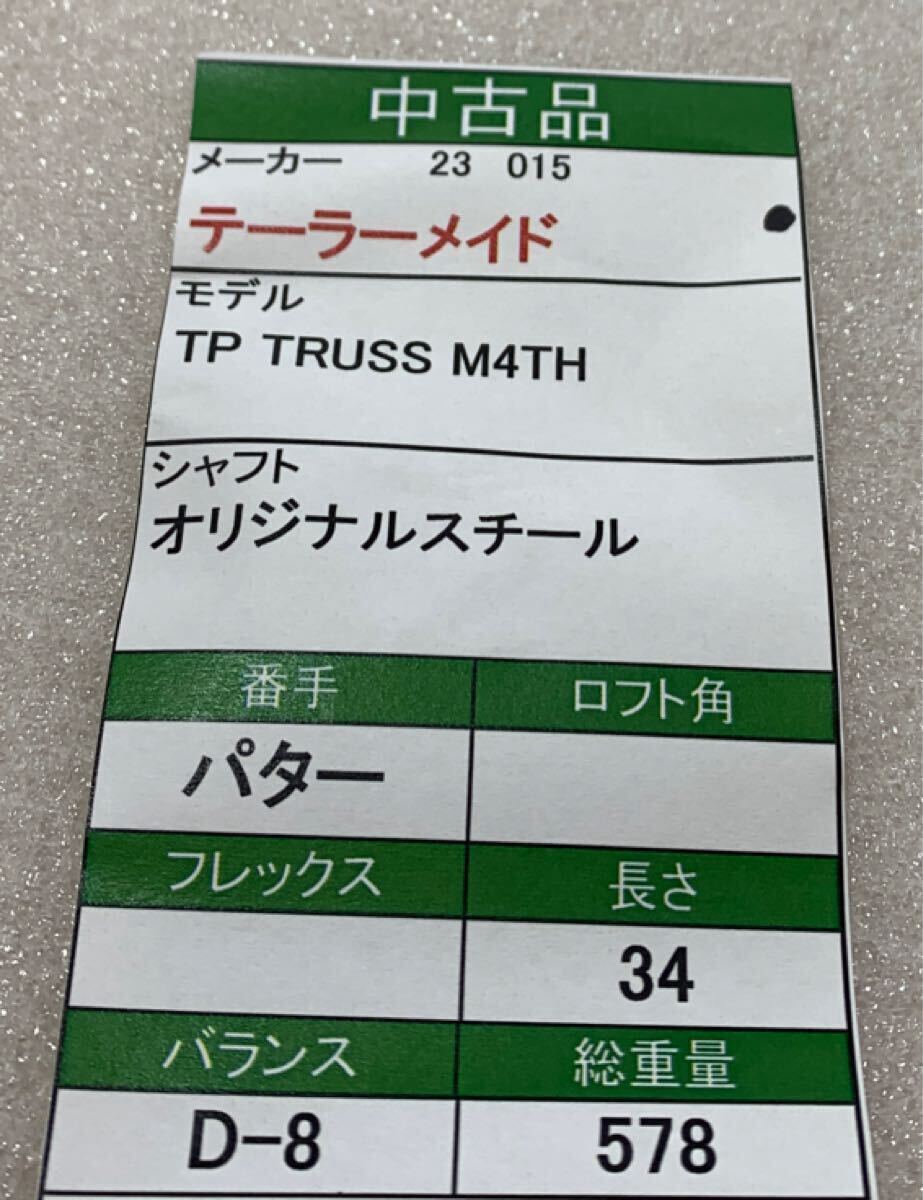 中古品
メーカー 23 015
テーラーメイド
モデル
TP TRUSS M4TH
シャフト
オリジナルスチール
番手 ロフト角
パター
フレックス 長さ
34
バランス 総重量
D-8 578